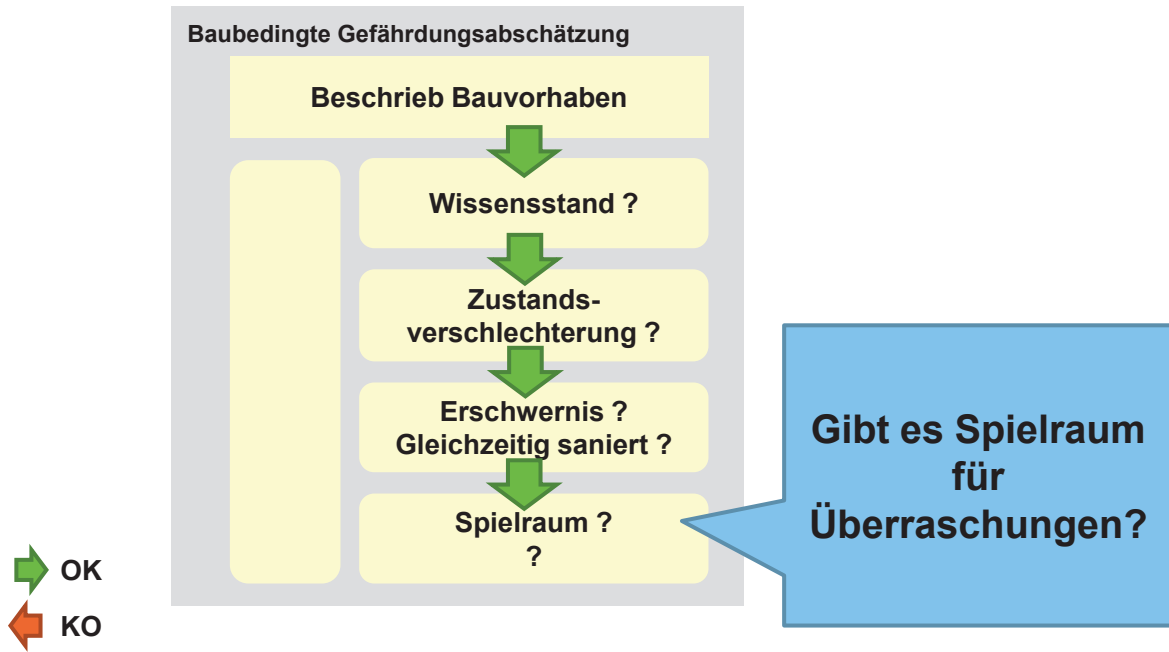 Baubedingte Gefährdungsabschätzung
Beschrieb Bauvorhaben
Wissensstand ?
Zustands-
verschlechterung ?
Erschwernis ?
Gleichzeitig saniert ?
Spielraum ?
?
Gibt es Spielraum
für
Überraschungen?
OK
KO